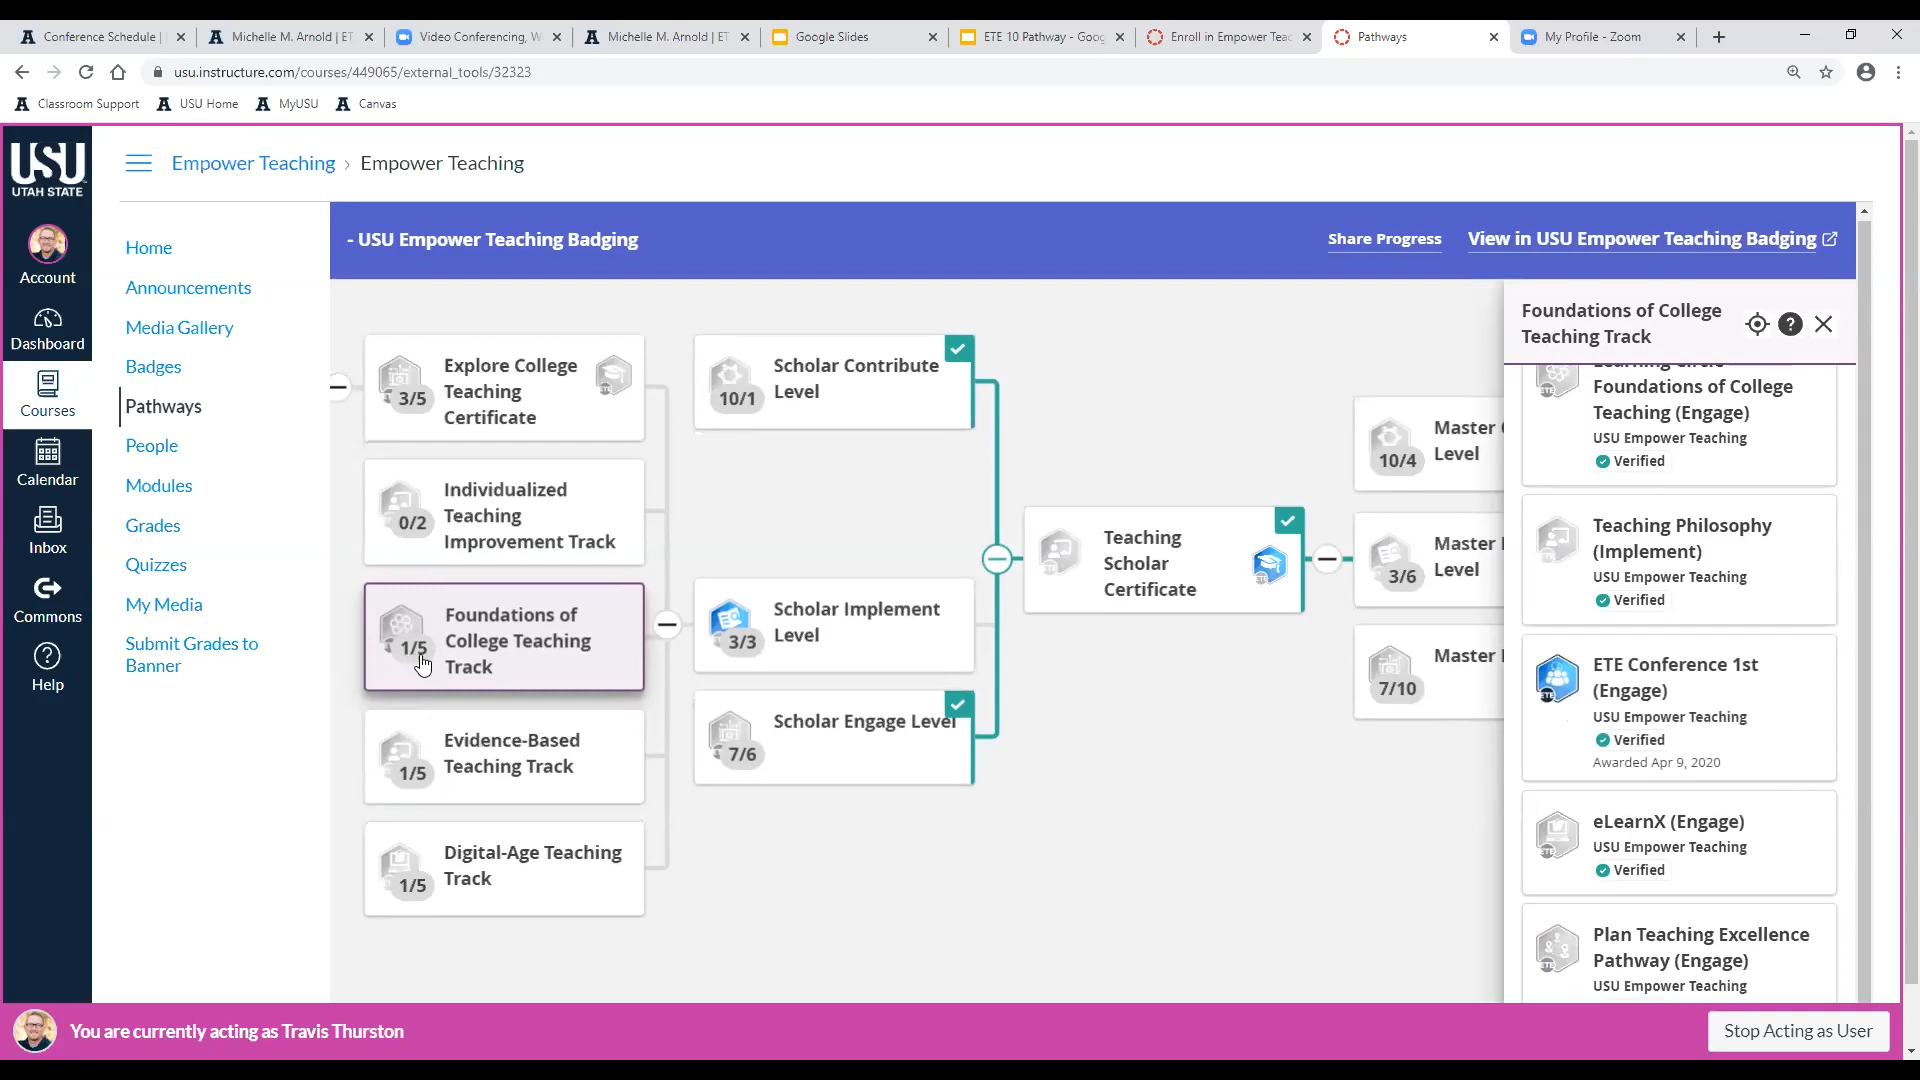 Conference Schedule |
Michelle M. Arnold | ET
Video Conferencing, W
Michelle M. Arnold | ET
Google Slides
ETE 10 Pathway - Goog
Enroll in Empower Teac
Pathways
My Profile - Zoom
usu.instructure.com/courses/449065/external_tools/32323
Classroom Support
USU Home
MyUSU
Canvas
USU
UTAH STATE
Account
Dashboard
Courses
Calendar
Inbox
Commons
Help
Empower Teaching › Empower Teaching
Home
Announcements
Media Gallery
Badges
Pathways
People
Modules
Grades
Quizzes
My Media
Submit Grades to
Banner
- USU Empower Teaching Badging
Share Progress
View in USU Empower Teaching Badging
3/5
Explore College
Teaching
Certificate
0/2
Individualized
Teaching
Improvement Track
1/5
Foundations of
College Teaching
Track
1/5
Evidence-Based
Teaching Track
1/5
Digital-Age Teaching
Track
10/1
Scholar Contribute
Level
3/3
Scholar Implement
Level
7/6
Scholar Engage Level
Teaching
Scholar
Certificate
10/4
Master
Level
3/6
Master
Level
7/10
Master
Foundations of College
Teaching Track
Learning Circle
Foundations of College
Teaching (Engage)
USU Empower Teaching
Verified
Teaching Philosophy
(Implement)
USU Empower Teaching
Verified
ETE Conference 1st
(Engage)
USU Empower Teaching
Verified
Awarded Apr 9, 2020
eLearnX (Engage)
USU Empower Teaching
Verified
Plan Teaching Excellence
Pathway (Engage)
USU Empower Teaching
You are currently acting as Travis Thurston
Stop Acting as User